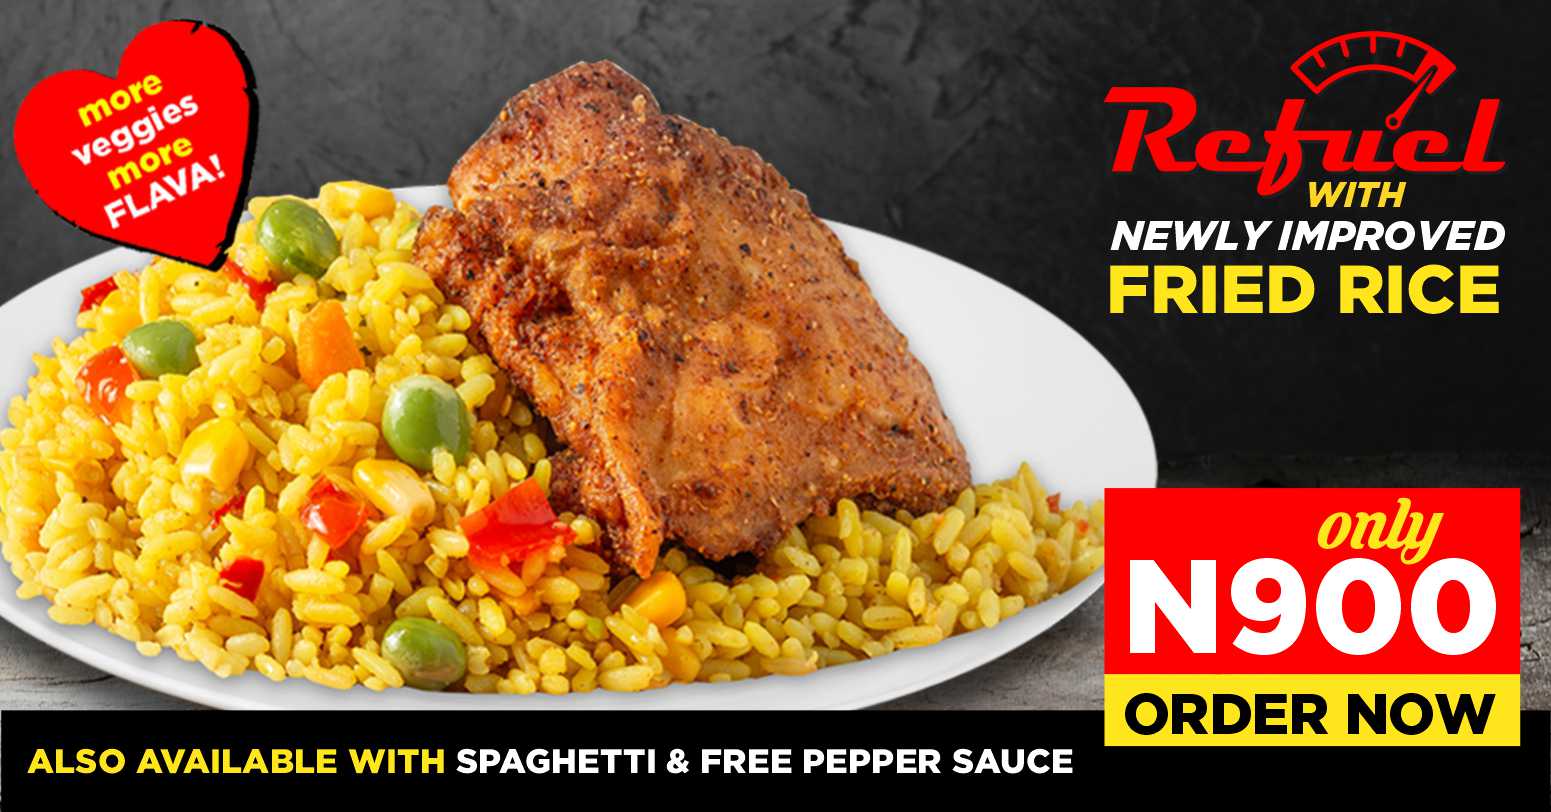 more
veggies
more
FLAVA!
Refuel
WITH
NEWLY IMPROVED
FRIED RICE
only
N900
ORDER NOW
ALSO AVAILABLE WITH SPAGHETTI & FREE PEPPER SAUCE